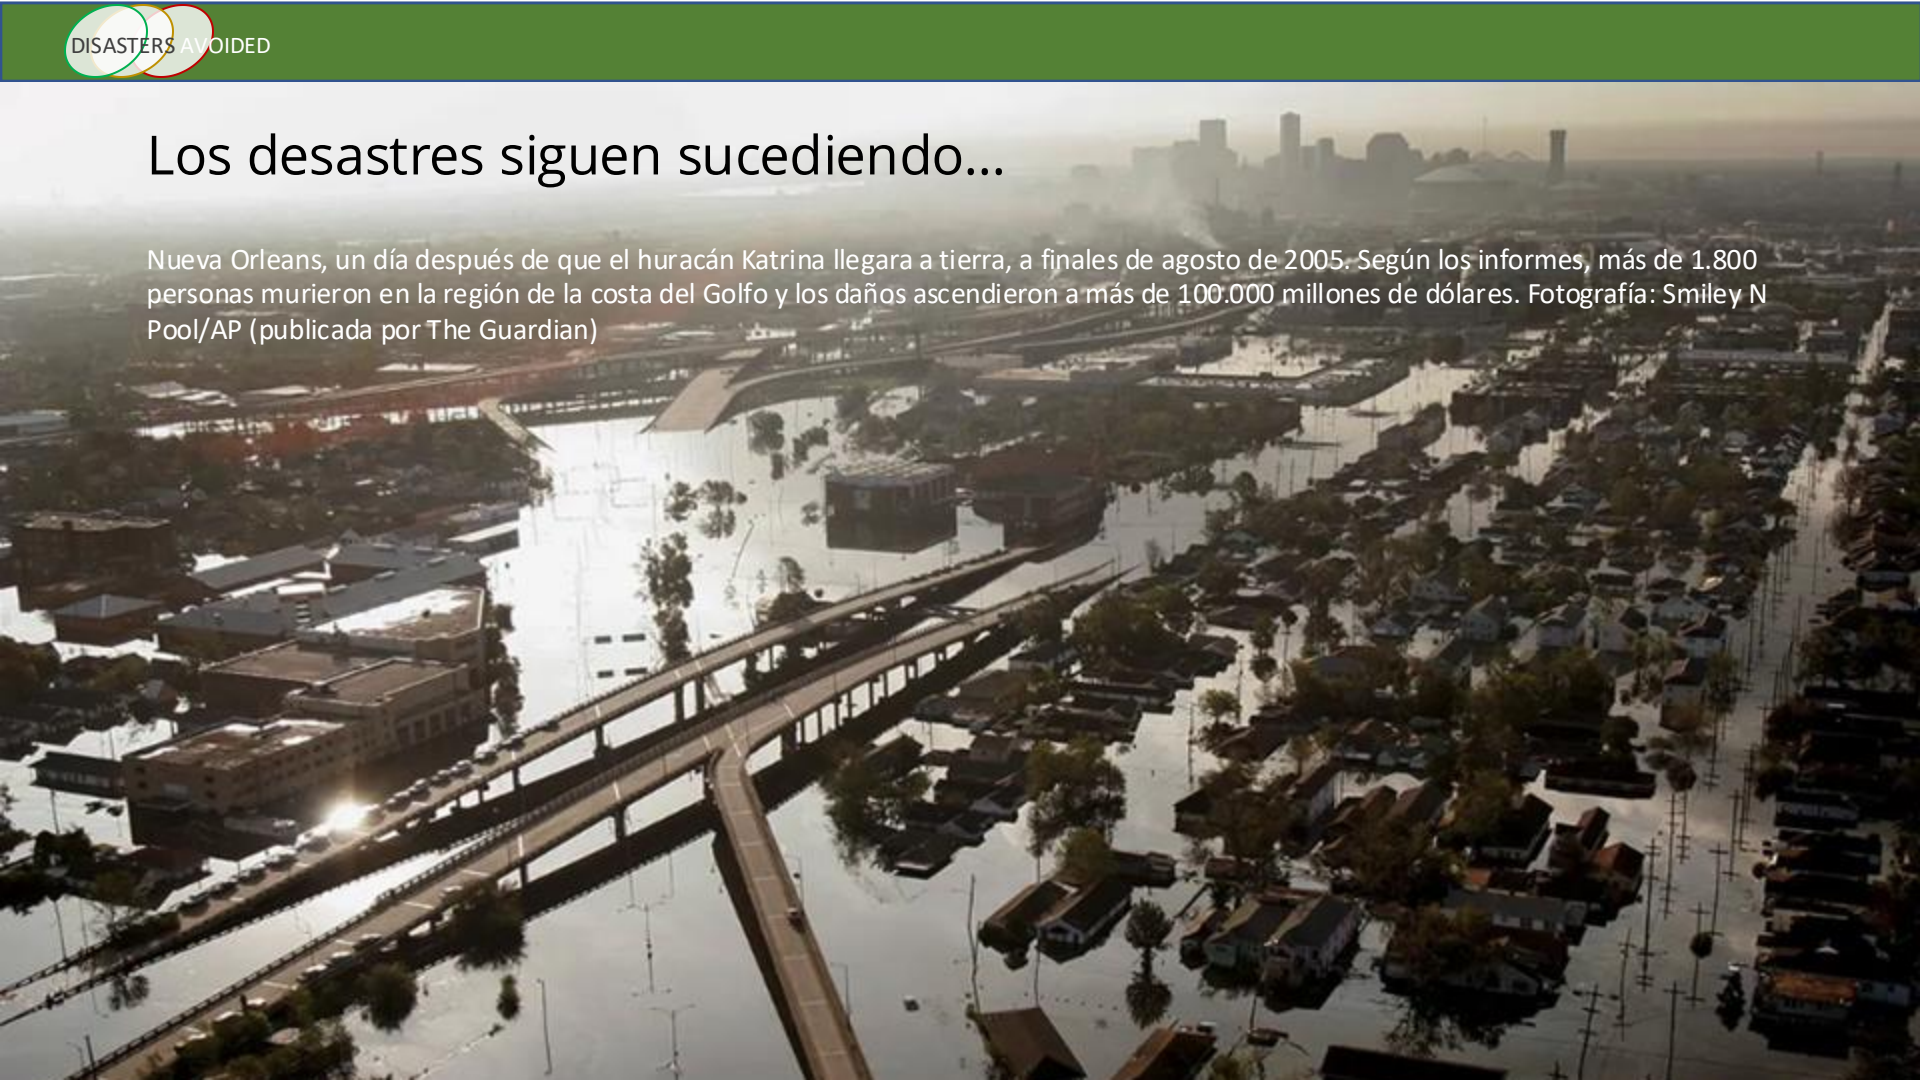 DISASTERS AVOIDED
Los desastres siguen sucediendo...
Nueva Orleans, un día después de que el huracán Katrina llegara a tierra, a finales de agosto de 2005. Según los informes, más de 1.800
personas murieron en la región de la costa del Golfo y los daños ascendieron a más de 100.000 millones de dólares. Fotografía: Smiley N
Pool/AP (publicada por The Guardian)